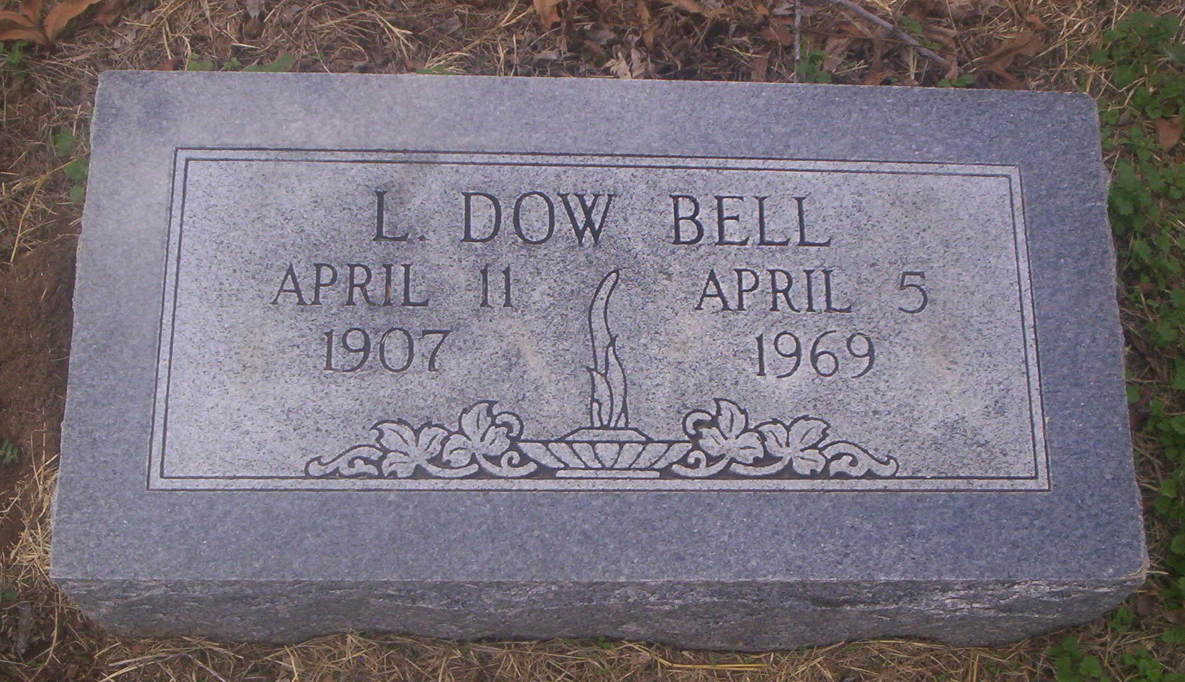 L. DOW BELL
APRIL 11 APRIL 5
1907 1969